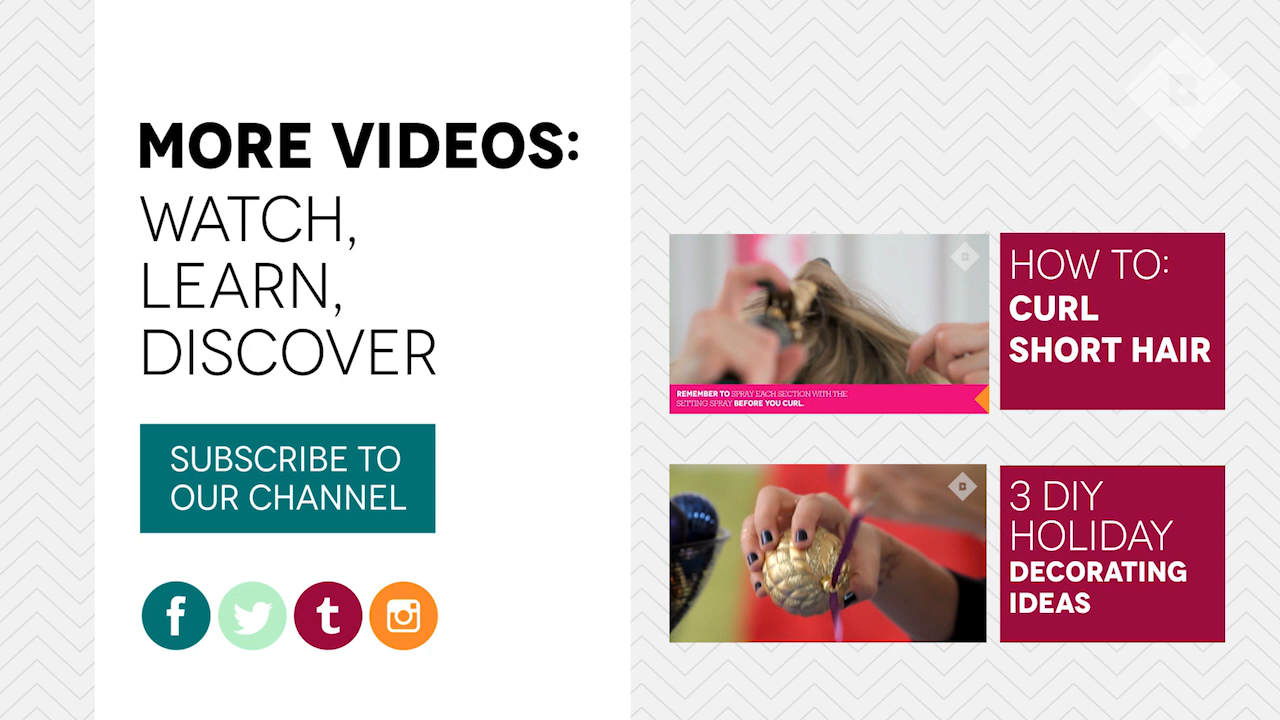 MORE VIDEOS:
WATCH,
LEARN,
DISCOVER
SUBSCRIBE TO
OUR CHANNEL
f
t
B
HOW TO:
CURL
SHORT HAIR
REMEMBER TO SPRAY EACH SECTION WITH THE
SETTING SPRAY BEFORE YOU CURL.
B
3 DIY
HOLIDAY
DECORATING
IDEAS
B